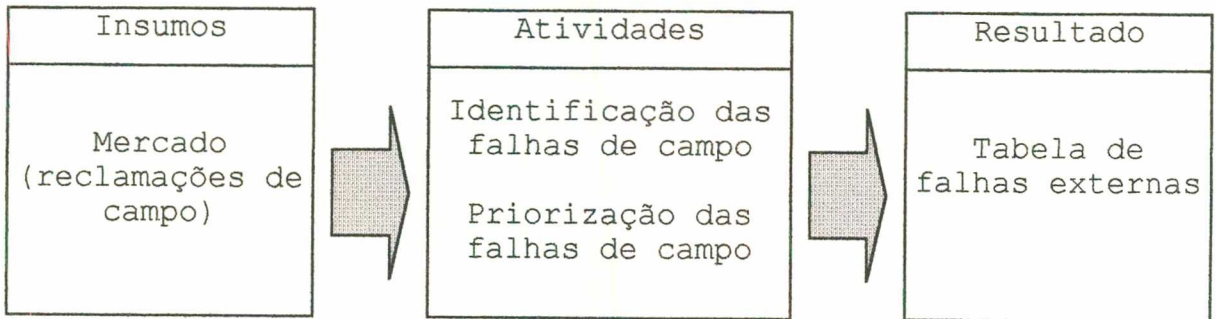 Insumos
Mercado
(reclamações de
campo)
Atividades
Identificação das
falhas de campo
Priorização das
falhas de campo
Resultado
Tabela de
falhas externas